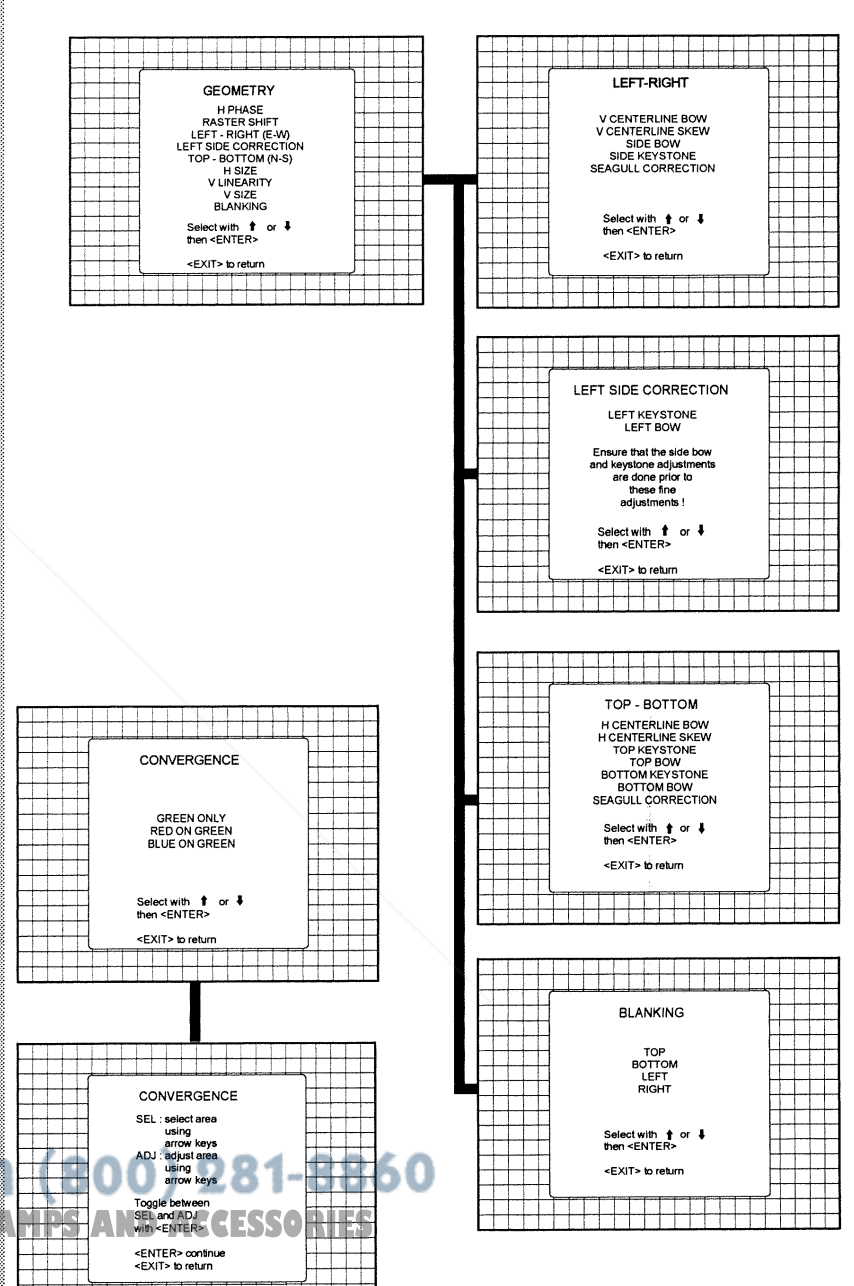 GEOMETRY
H PHASE
RASTER SHIFT
LEFT - RIGHT (E-W)
LEFT SIDE CORRECTION
TOP - BOTTOM (N-S)
H SIZE
V LINEARITY
V SIZE
BLANKING
Select with ⬆ or ⬇
then <ENTER>
<EXIT> to return
LEFT-RIGHT
V CENTERLINE BOW
V CENTERLINE SKEW
SIDE BOW
SIDE KEYSTONE
SEAGULL CORRECTION
Select with ⬆ or ⬇
then <ENTER>
<EXIT> to return
LEFT SIDE CORRECTION
LEFT KEYSTONE
LEFT BOW
Ensure that the side bow
and keystone adjustments
are done prior to
these fine
adjustments !
Select with ⬆ or ⬇
then <ENTER>
<EXIT> to return
TOP - BOTTOM
H CENTERLINE BOW
H CENTERLINE SKEW
TOP KEYSTONE
TOP BOW
BOTTOM KEYSTONE
BOTTOM BOW
SEAGULL CORRECTION
Select with ⬆ or ⬇
then <ENTER>
<EXIT> to return
BLANKING
TOP
BOTTOM
LEFT
RIGHT
Select with ⬆ or ⬇
then <ENTER>
<EXIT> to return
CONVERGENCE
GREEN ONLY
RED ON GREEN
BLUE ON GREEN
Select with ⬆ or ⬇
then <ENTER>
<EXIT> to return
CONVERGENCE
SEL : select area
using
arrow keys
ADJ : adjust area
using
arrow keys
Toggle between
SEL and ADJ
with <ENTER>
<ENTER> continue
<EXIT> to return
(800) 281-8860
AND ACCESSORIES